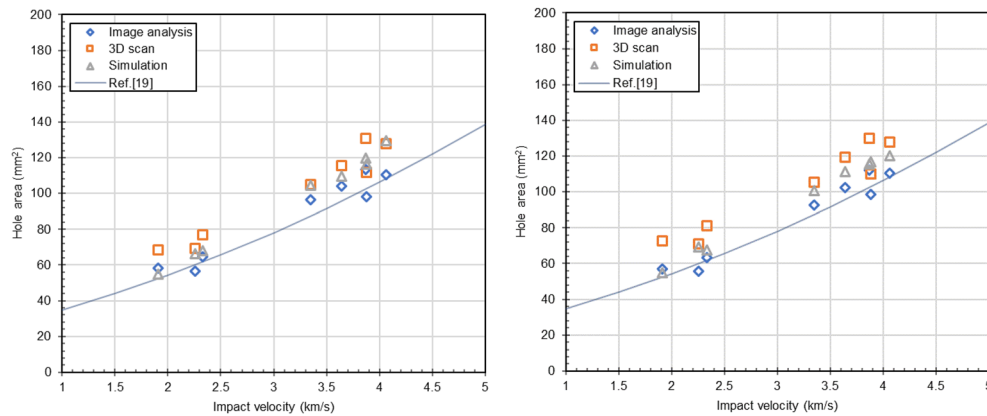 200
180
160
140
120
100
80
60
40
20
0
Hole area (mm²)
Image analysis
3D scan
Simulation
Ref.[19]
1 1.5 2 2.5 3 3.5 4 4.5 5
Impact velocity (km/s)
200
180
160
140
120
100
80
60
40
20
0
Hole area (mm²)
Image analysis
3D scan
Simulation
Ref.[19]
1 1.5 2 2.5 3 3.5 4 4.5 5
Impact velocity (km/s)